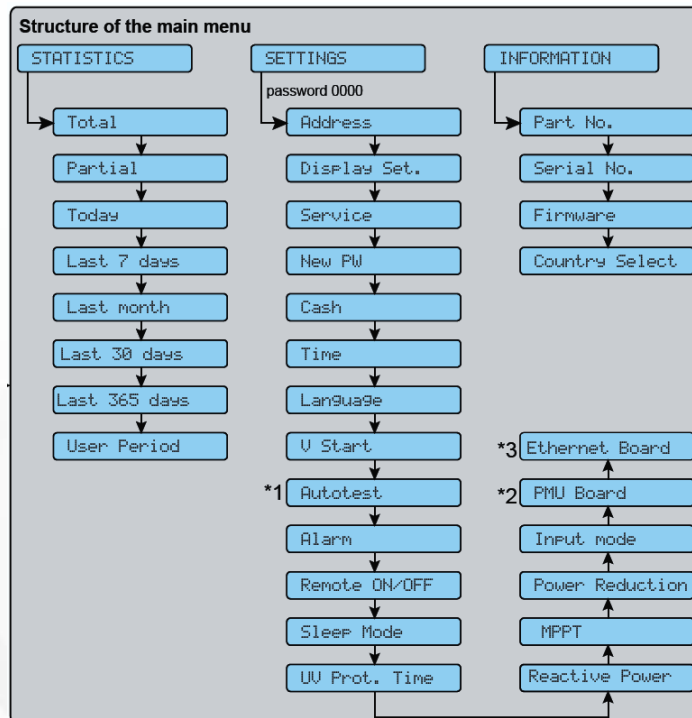 Structure of the main menu
STATISTICS
Total
Partial
Today
Last 7 days
Last month
Last 30 days
Last 365 days
User Period
SETTINGS
password 0000
Address
Display Set.
Service
New PW
Cash
Time
Language
V Start
*1 Autotest
Alarm
Remote ON/OFF
Sleep Mode
UV Prot. Time
Reactive Power
MPPT
Power Reduction
Input mode
*2 PMU Board
*3 Ethernet Board
INFORMATION
Part No.
Serial No.
Firmware
Country Select